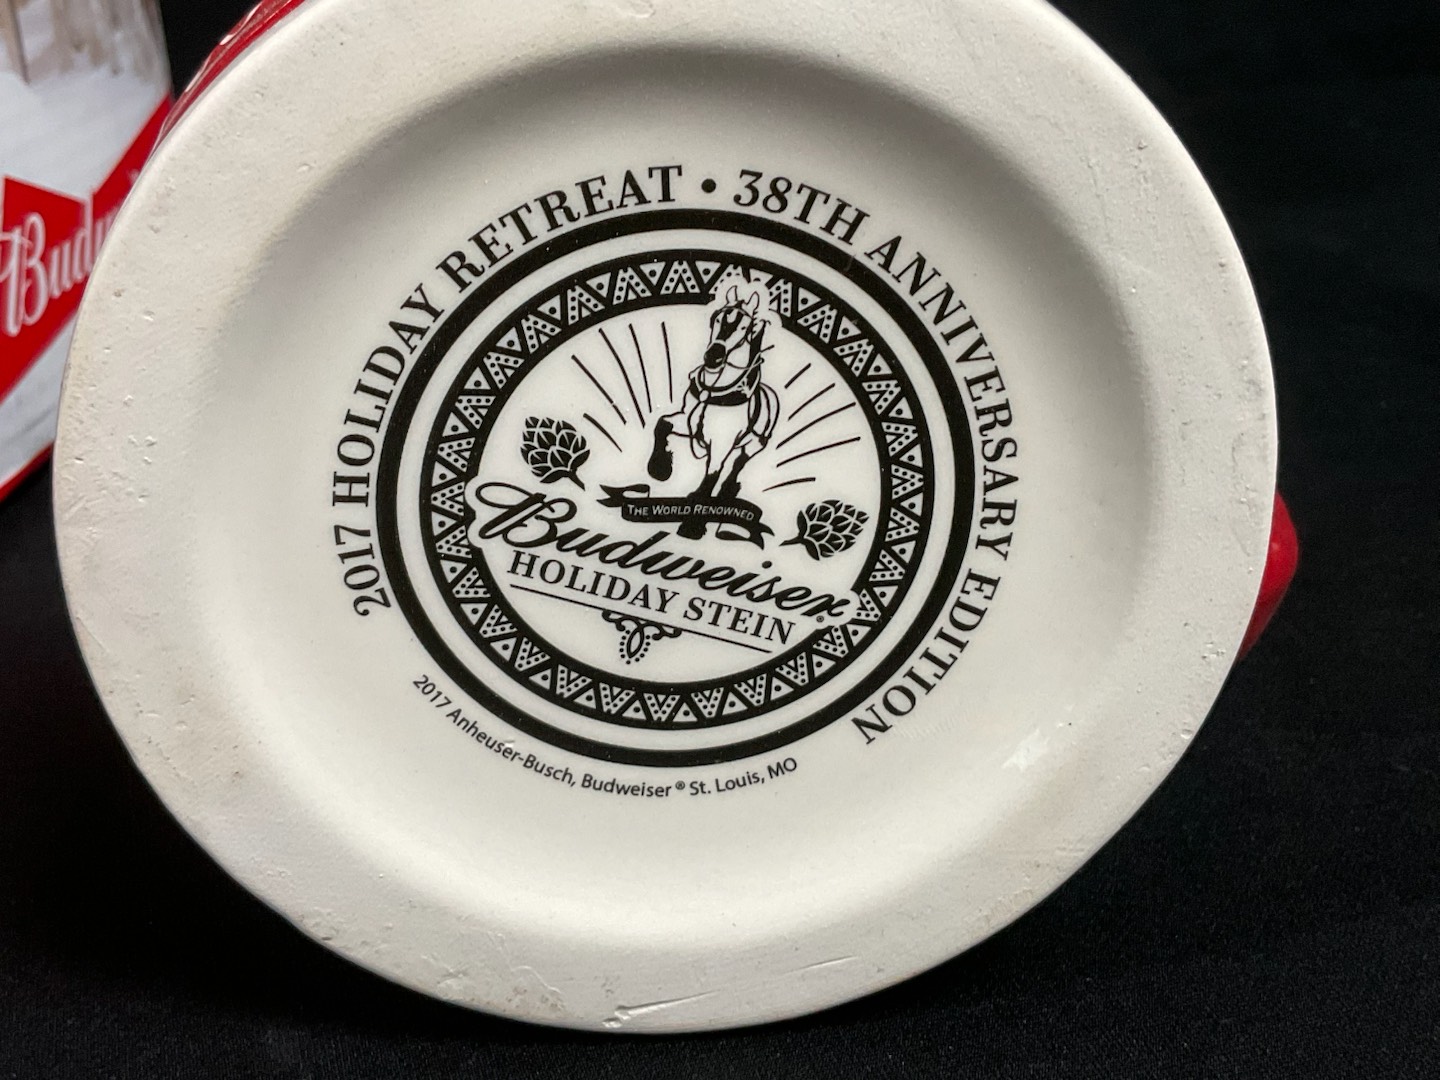 2017 HOLIDAY RETREAT • 38TH ANNIVERSARY EDITION
THE WORLD RENOWNED
Budweiser®
HOLIDAY STEIN
2017 Anheuser-Busch, Budweiser® St. Louis, MO